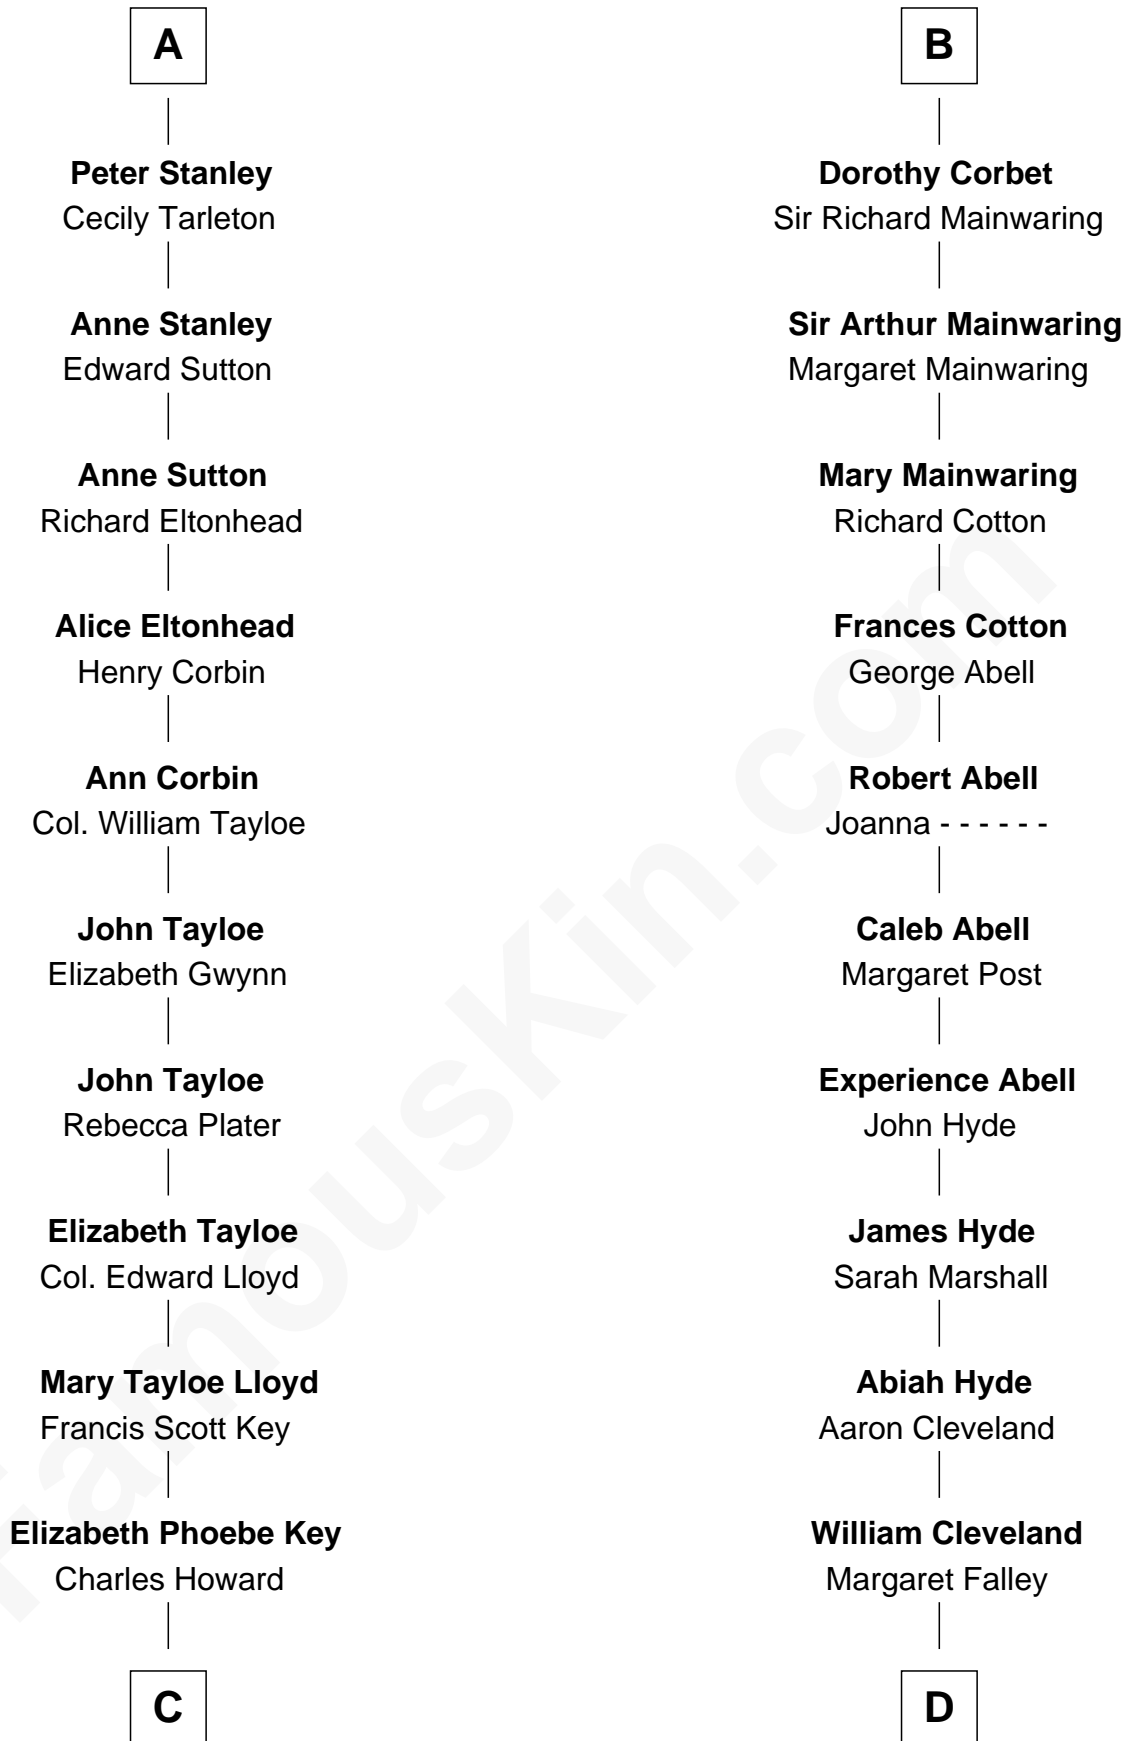 A
Peter Stanley
Cecily Tarleton
Anne Stanley
Edward Sutton
Anne Sutton
Richard Eltonhead
Alice Eltonhead
Henry Corbin
Ann Corbin
Col. William Tayloe
John Tayloe
Elizabeth Gwynn
John Tayloe
Rebecca Plater
Elizabeth Tayloe
Col. Edward Lloyd
Mary Tayloe Lloyd
Francis Scott Key
Elizabeth Phoebe Key
Charles Howard
C
B
Dorothy Corbet
Sir Richard Mainwaring
Sir Arthur Mainwaring
Margaret Mainwaring
Mary Mainwaring
Richard Cotton
Frances Cotton
George Abell
Robert Abell
Joanna - - - - - -
Caleb Abell
Margaret Post
Experience Abell
John Hyde
James Hyde
Sarah Marshall
Abiah Hyde
Aaron Cleveland
William Cleveland
Margaret Falley
D
FamousKin.com